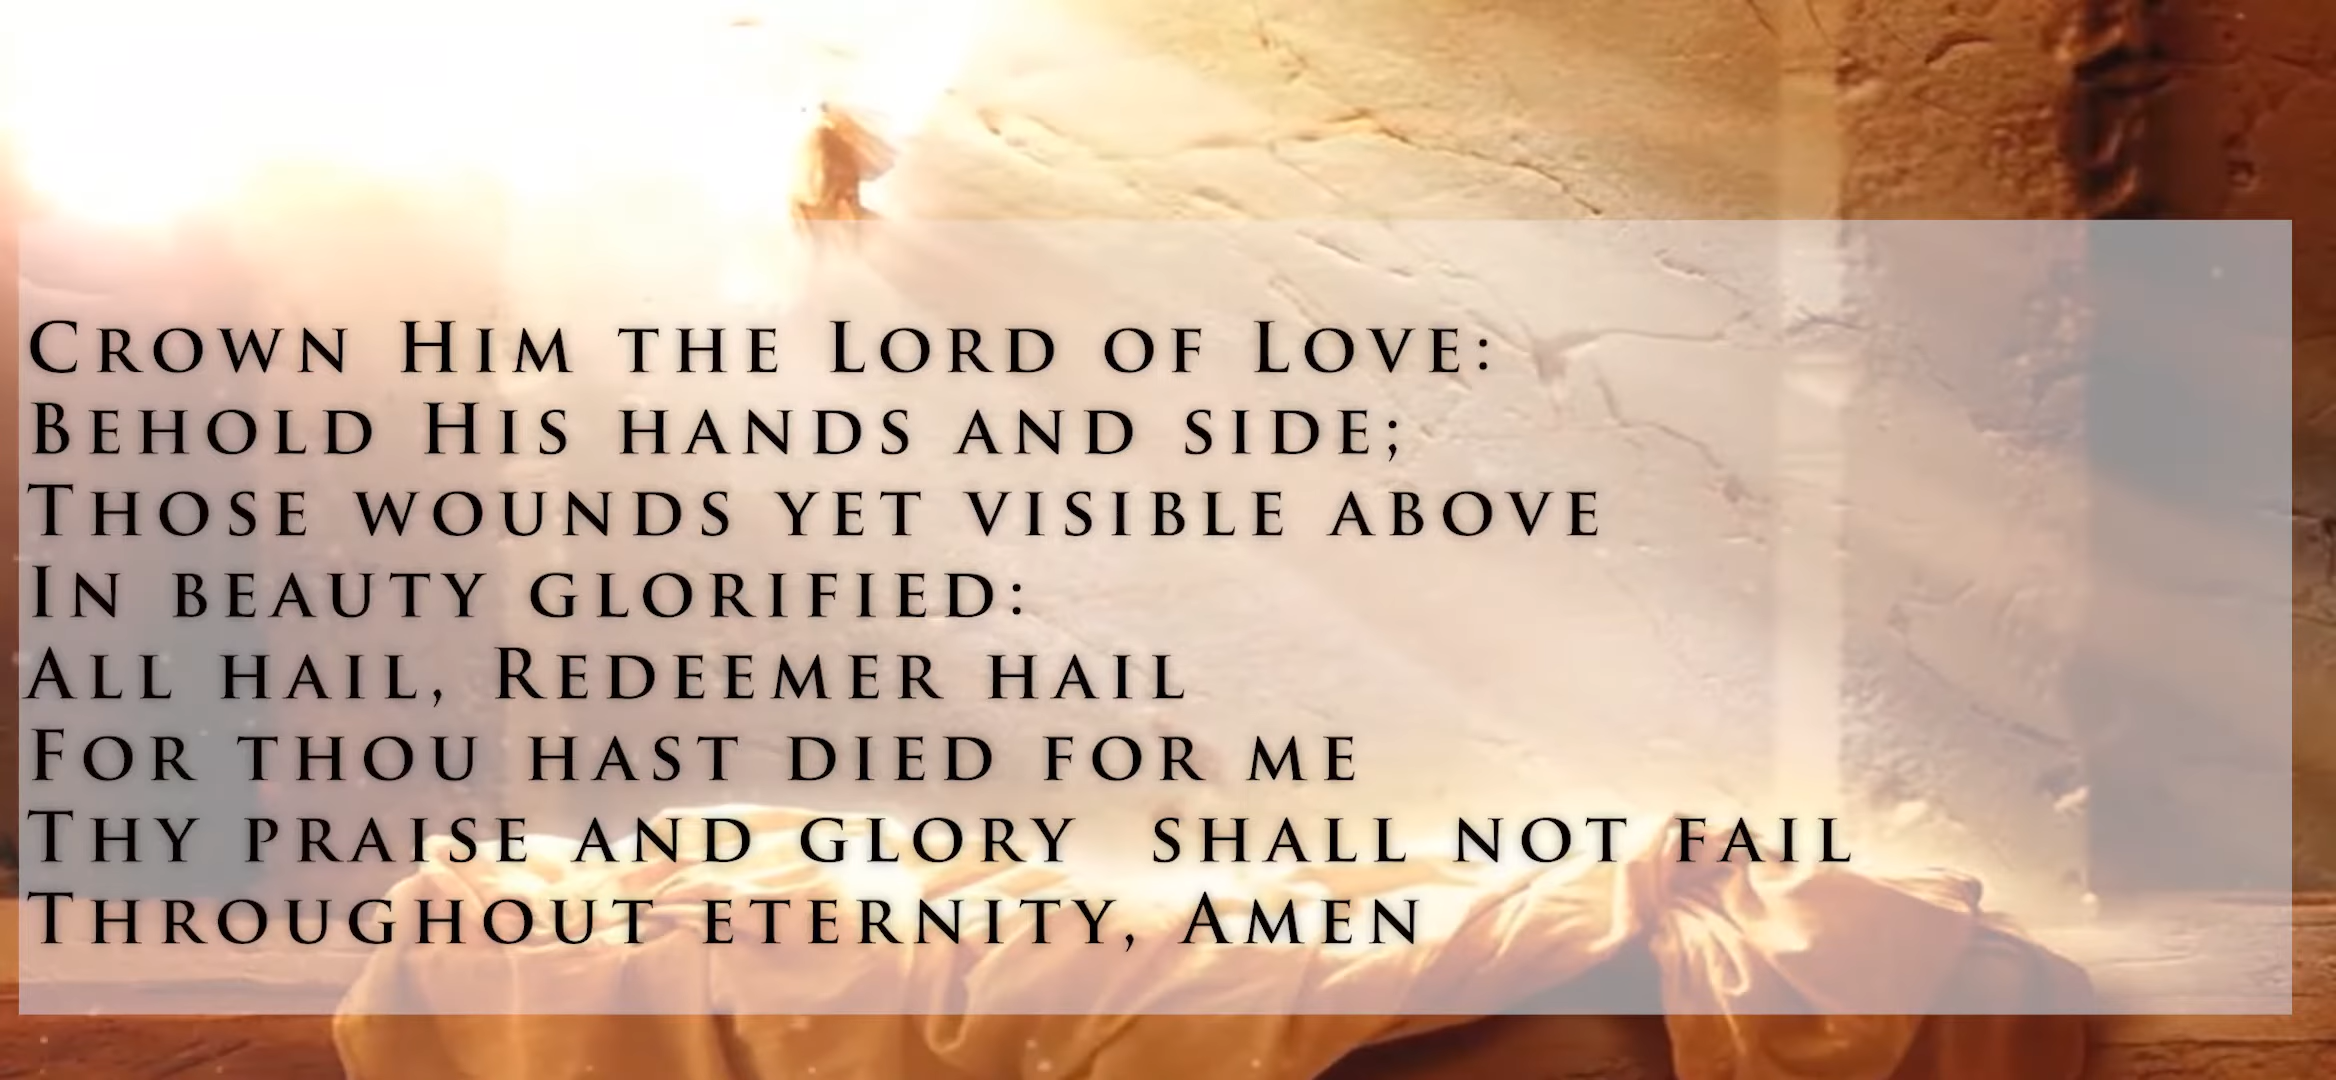 Crown Him the Lord of Love:
Behold His hands and side;
Those wounds yet visible above
In beauty glorified:
All hail, Redeemer hail
For thou hast died for me
Thy praise and glory  shall not fail
Throughout eternity, Amen